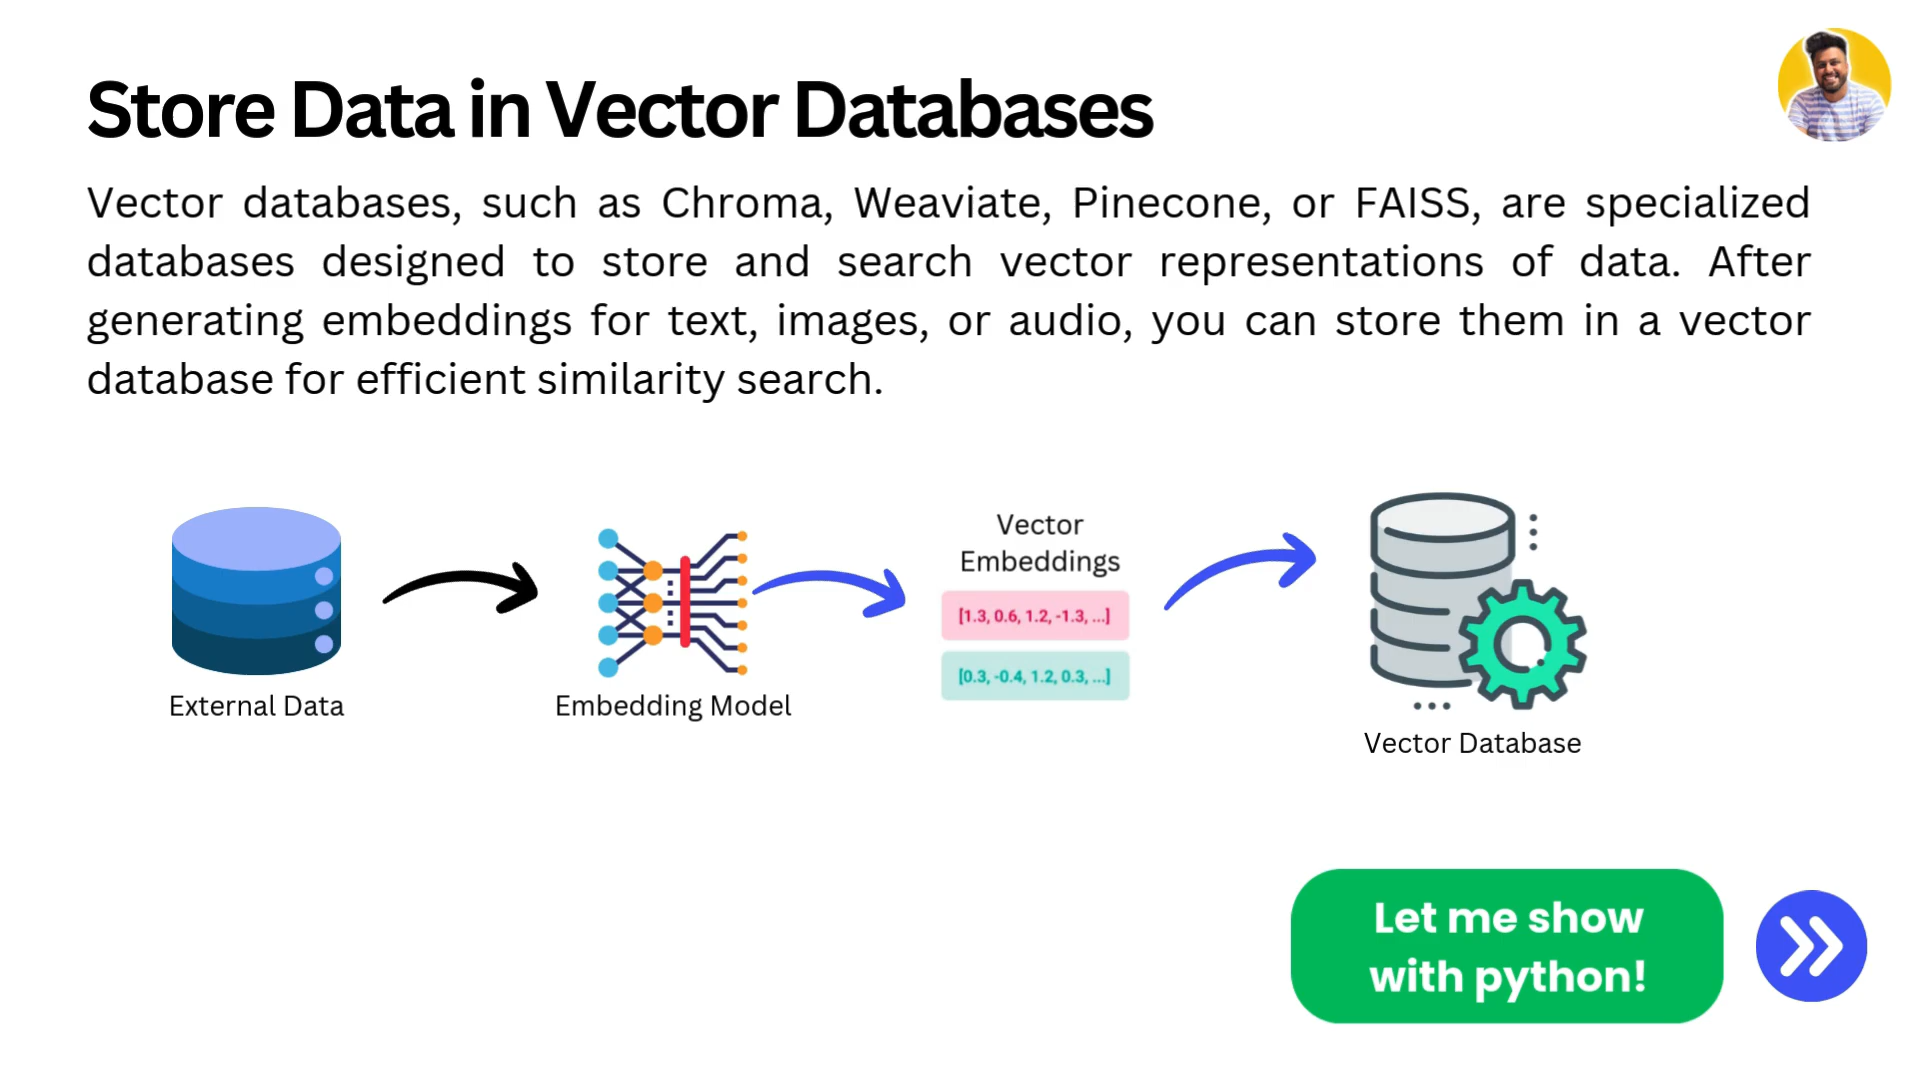 Store Data in Vector Databases
Vector databases, such as Chroma, Weaviate, Pinecone, or FAISS, are specialized
databases designed to store and search vector representations of data. After
generating embeddings for text, images, or audio, you can store them in a vector
database for efficient similarity search.
External Data
Embedding Model
Vector
Embeddings
[1.3, 0.6, 1.2, -1.3, ...]
[0.3, -0.4, 1.2, 0.3, ...]
Vector Database
Let me show
with python!